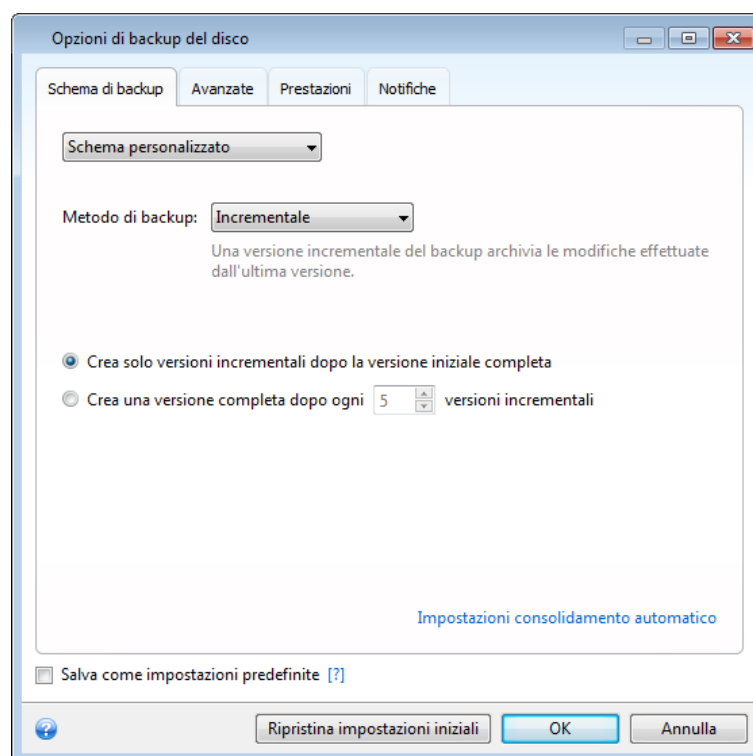 Opzioni di backup del disco
Schema di backup Avanzate Prestazioni Notifiche
Schema personalizzato
Metodo di backup: Incrementale
Una versione incrementale del backup archivia le modifiche effettuate
dall'ultima versione.
Crea solo versioni incrementali dopo la versione iniziale completa
Crea una versione completa dopo ogni 5 versioni incrementali
Impostazioni consolidamento automatico
Salva come impostazioni predefinite [?]
? Ripristina impostazioni iniziali OK Annulla